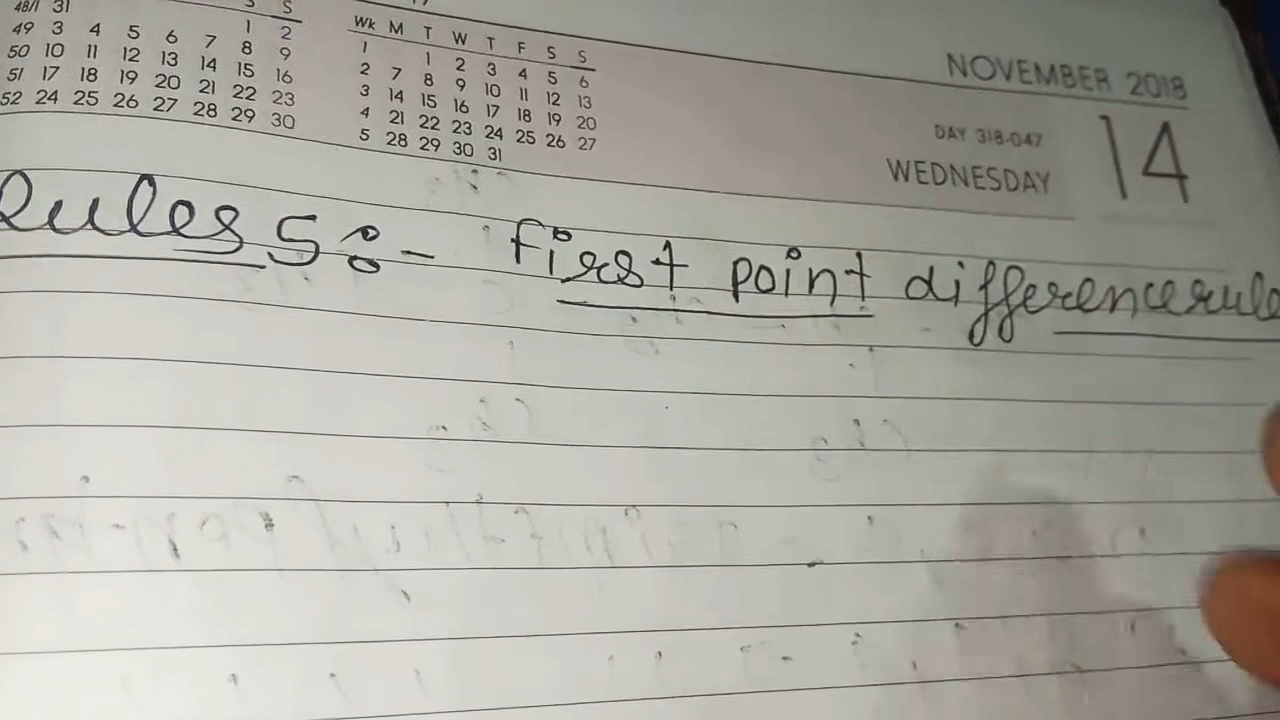 48/1 31
S S
49 3 4 5 6 7 1 2
50 10 11 12 13 14 8 9
51 17 18 19 20 21 15 16
52 24 25 26 27 28 22 23
29 30
Wk M T W T F S S
1 1 2 3 4 5 6
2 7 8 9 10 11 12 13
3 14 15 16 17 18 19 20
4 21 22 23 24 25 26 27
5 28 29 30 31
NOVEMBER 2018
DAY 318-047
WEDNESDAY
14
Rules 5 :- first point difference rule